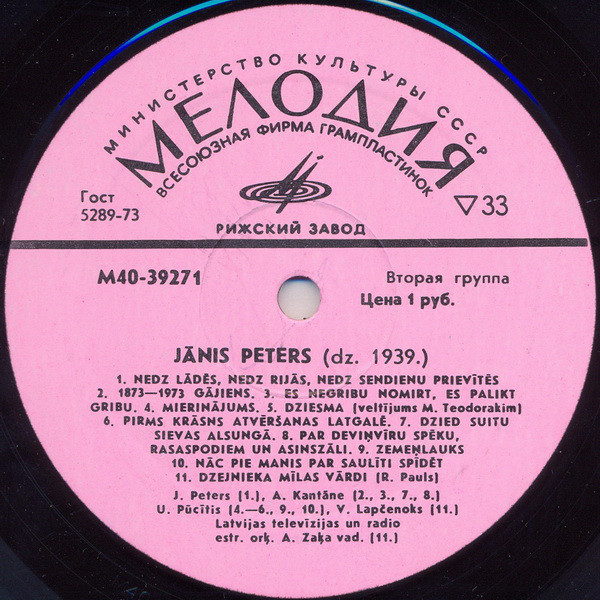 МИНИСТЕРСТВО КУЛЬТУРЫ СССР
МЕЛОДИЯ
ВСЕСОЮЗНАЯ ФИРМА ГРАМПЛАСТИНОК
Гост
5289-73
▽33
РИЖСКИЙ ЗАВОД
М40-39271
Вторая группа
Цена 1 руб.
JĀNIS PETERS (dz. 1939.)
1. NEDZ LĀDĒS, NEDZ RIJĀS, NEDZ SENDIENU PRIEVĪTĒS
2. 1873—1973 GĀJIENS. 3. ES NEGRIBU NOMIRT, ES PALIKT
GRIBU. 4. MIERINĀJUMS. 5. DZIESMA (veltījums M. Teodorakim)
6. PIRMS KRĀSNS ATVĒRŠANAS LATGALĒ. 7. DZIED SUITU
SIEVAS ALSUNGĀ. 8. PAR DEVIŅVĪRU SPĒKU,
RASASPODIEM UN ASINSZĀLI. 9. ZEMEŅLAUKS
10. NĀC PIE MANIS PAR SAULĪTI SPĪDĒT
11. DZEJNIEKA MĪLAS VĀRDI (R. Pauls)
J. Peters (1.), A. Kantāne (2., 3., 7., 8.)
U. Pūcītis (4.—6., 9., 10.), V. Lapčenoks (11.)
Latvijas televīzijas un radio
estr. orķ. A. Zaķa vad. (11.)